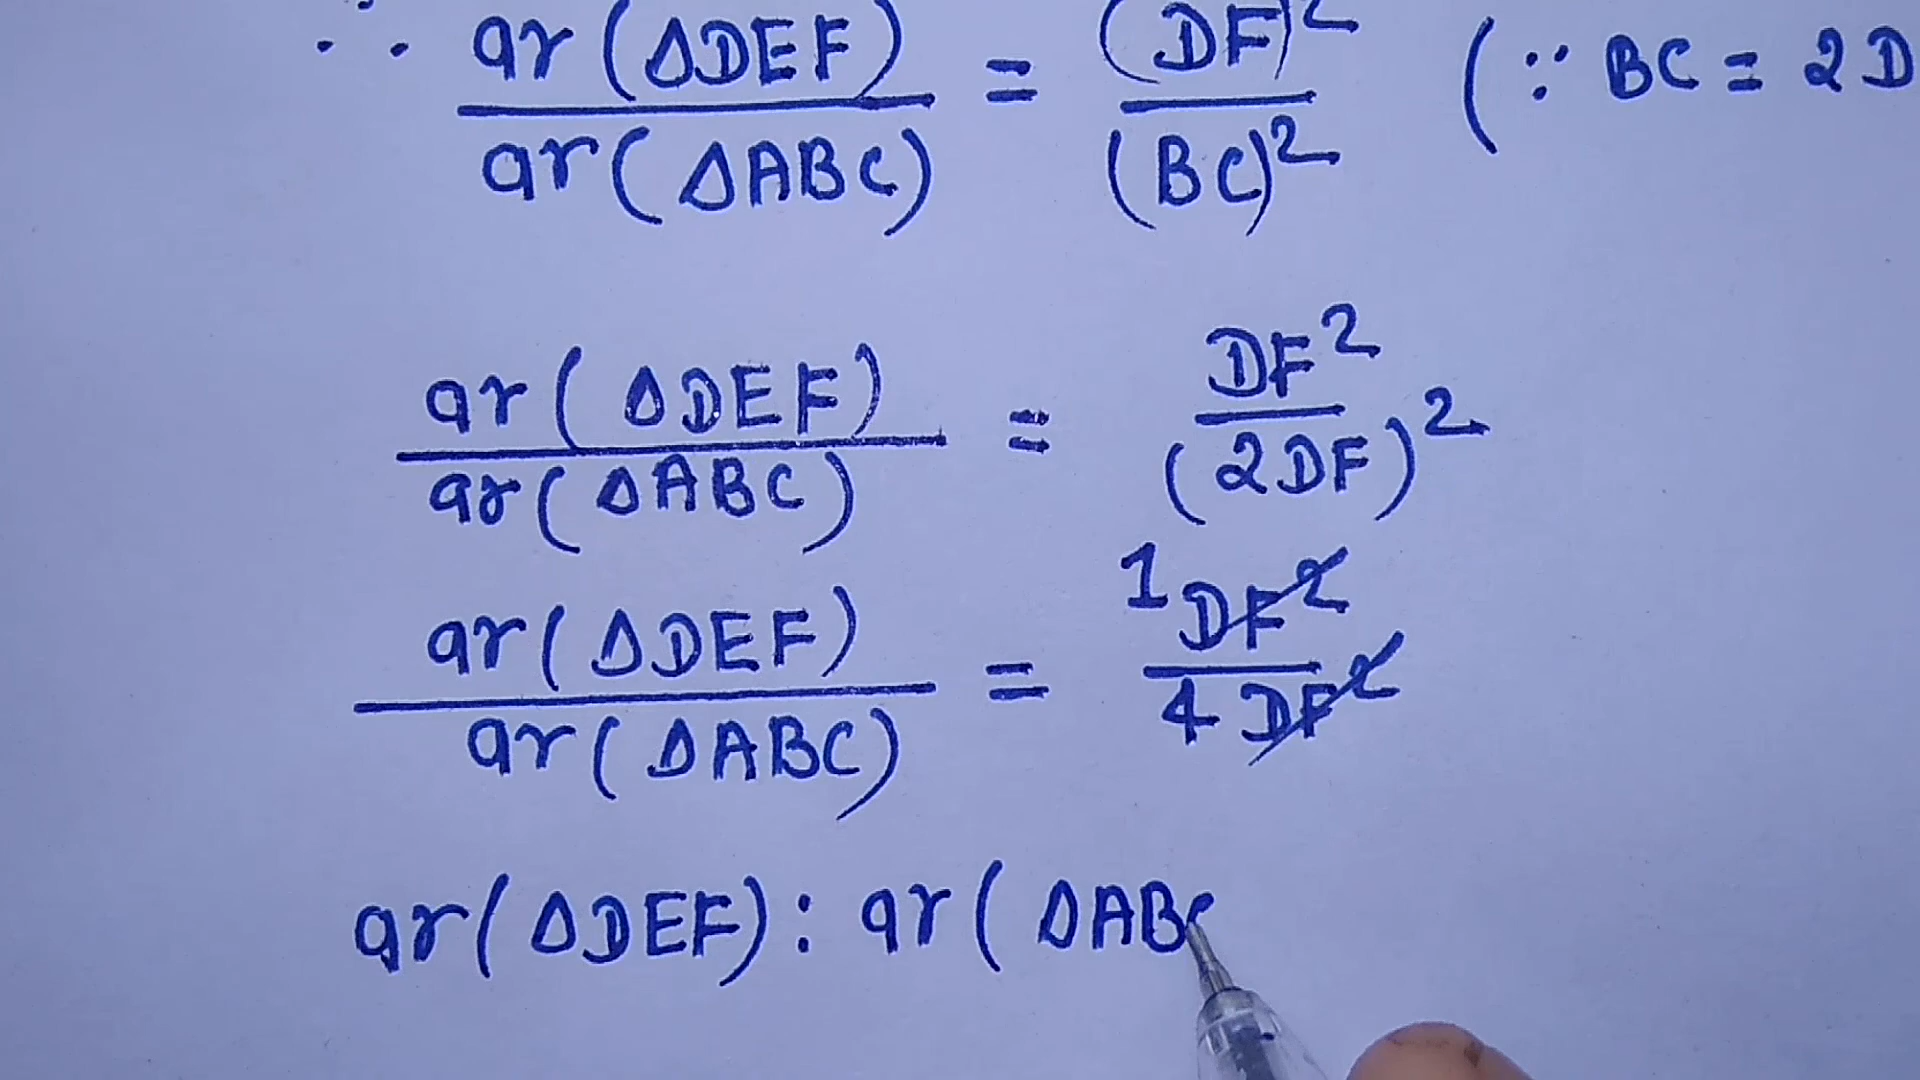 ∴ ar(ΔDEF) / ar(ΔABC) = (DF)² / (BC)² (∵ BC = 2D
ar(ΔDEF) / ar(ΔABC) = DF² / (2DF)²
ar(ΔDEF) / ar(ΔABC) = 1 DF² / 4 DF²
ar(ΔDEF) : ar(ΔABC